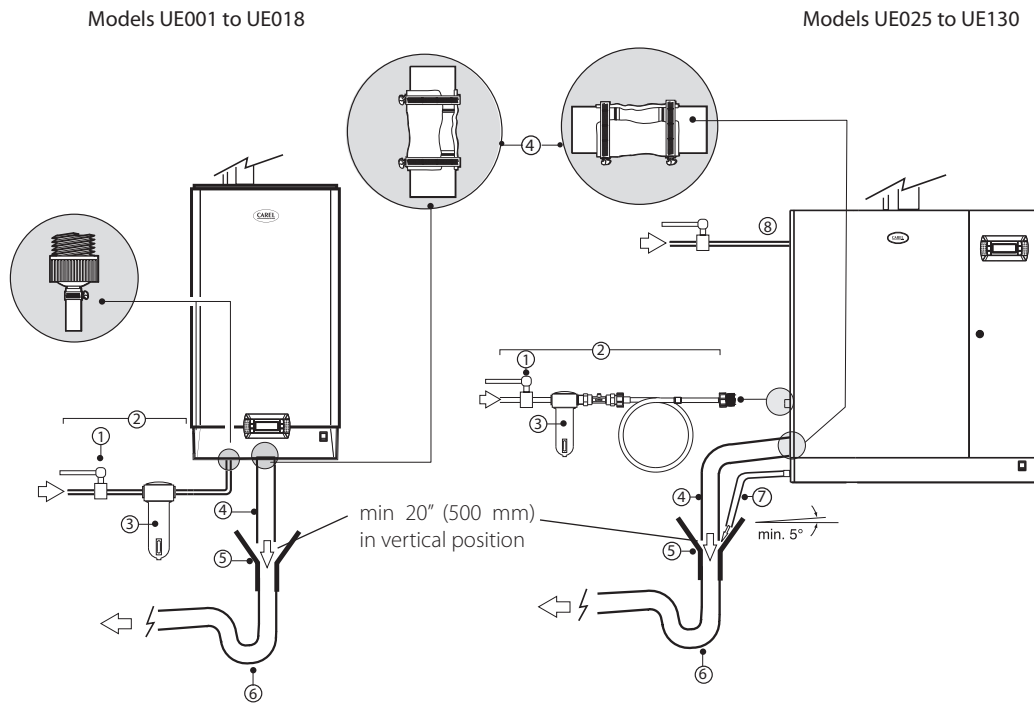 Models UE001 to UE018
Models UE025 to UE130
4
CAREL
8
CAREL
2
1
3
2
1
3
4
5
6
min 20" (500 mm)
in vertical position
4
7
min. 5°
5
6